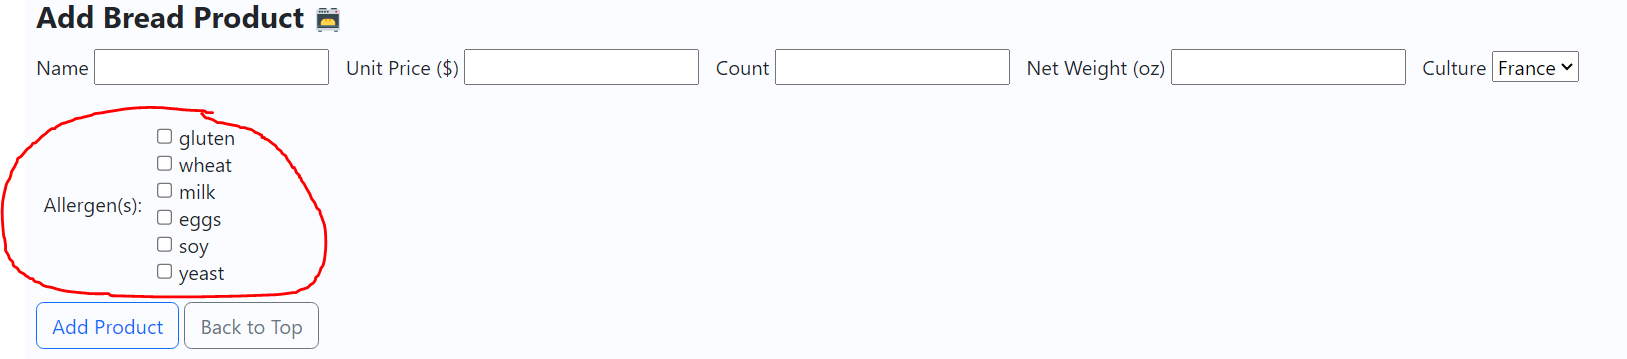 Add Bread Product
Name Unit Price ($) Count Net Weight (oz) Culture France
gluten
wheat
milk
Allergen(s):
eggs
soy
yeast
Add Product Back to Top